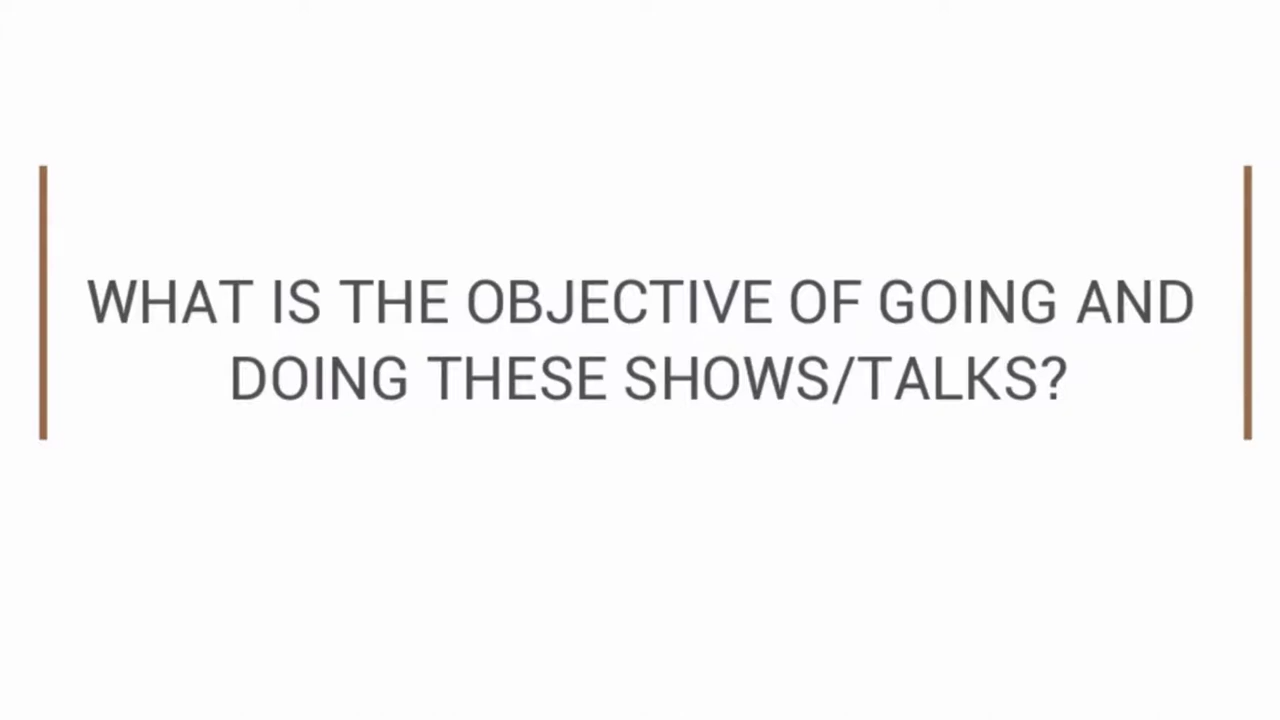 WHAT IS THE OBJECTIVE OF GOING AND
DOING THESE SHOWS/TALKS?